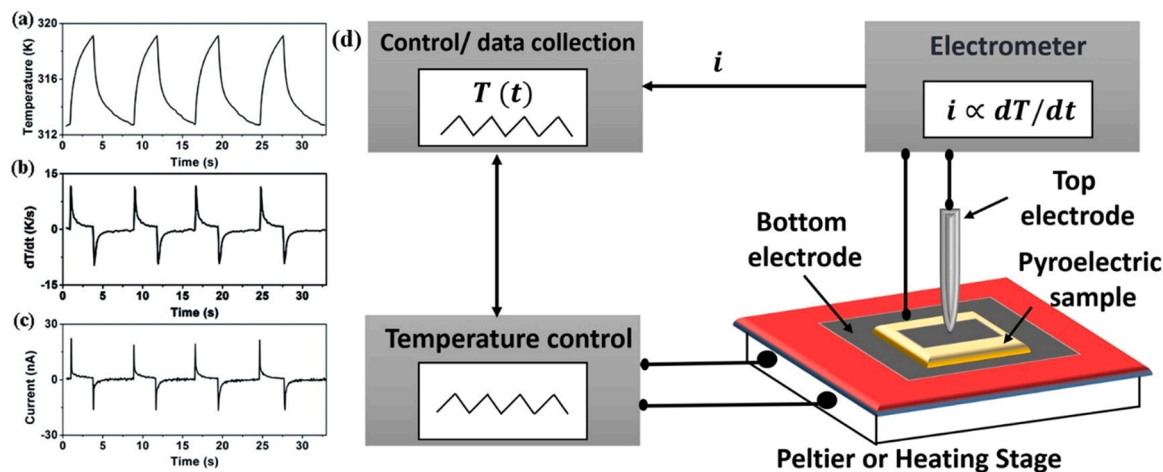 (a)
320
316
312
Temperature (K)
0 5 10 15 20 25 30
Time (s)
(b)
15
0
-15
dT/dt (K/s)
0 5 10 15 20 25 30
Time (s)
(c)
30
0
-30
Current (nA)
0 5 10 15 20 25 30
Time (s)
(d)
Control/ data collection
T (t)
i
Electrometer
i ∝ dT/dt
Top
electrode
Bottom
electrode
Pyroelectric
sample
Temperature control
Peltier or Heating Stage